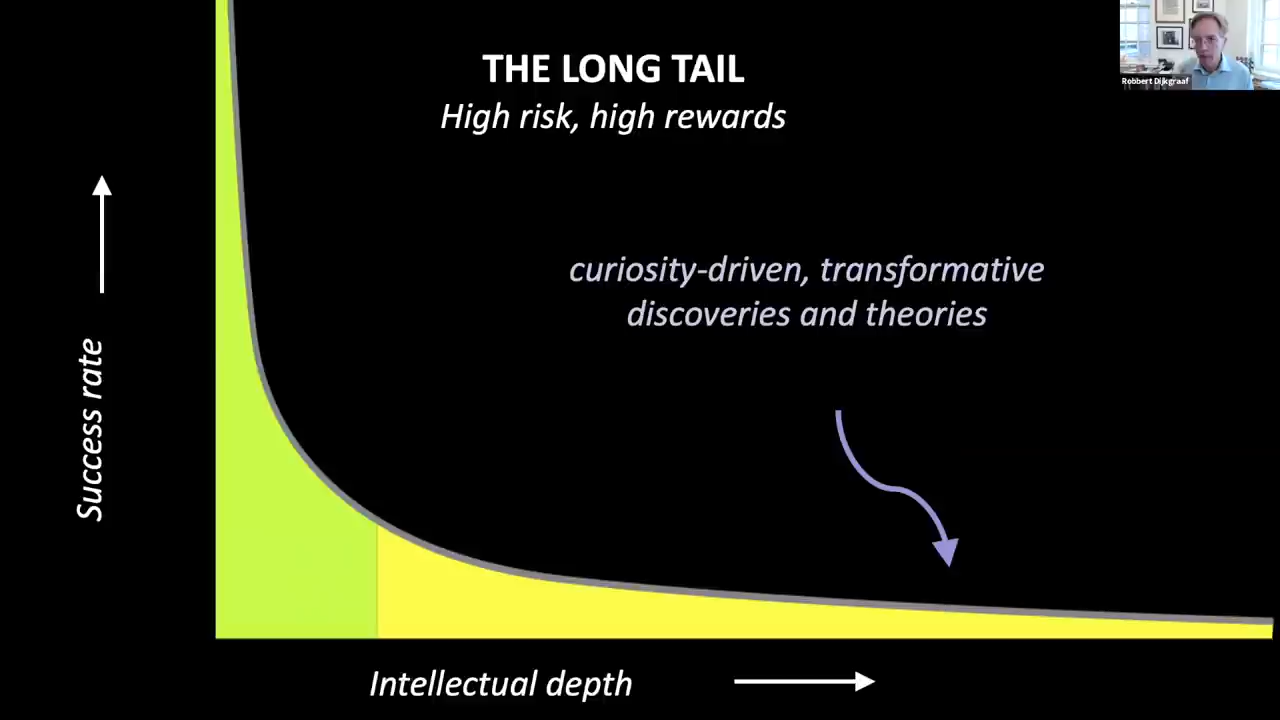 THE LONG TAIL
High risk, high rewards
Robbert Dijkgraaf
curiosity-driven, transformative
discoveries and theories
Success rate
Intellectual depth